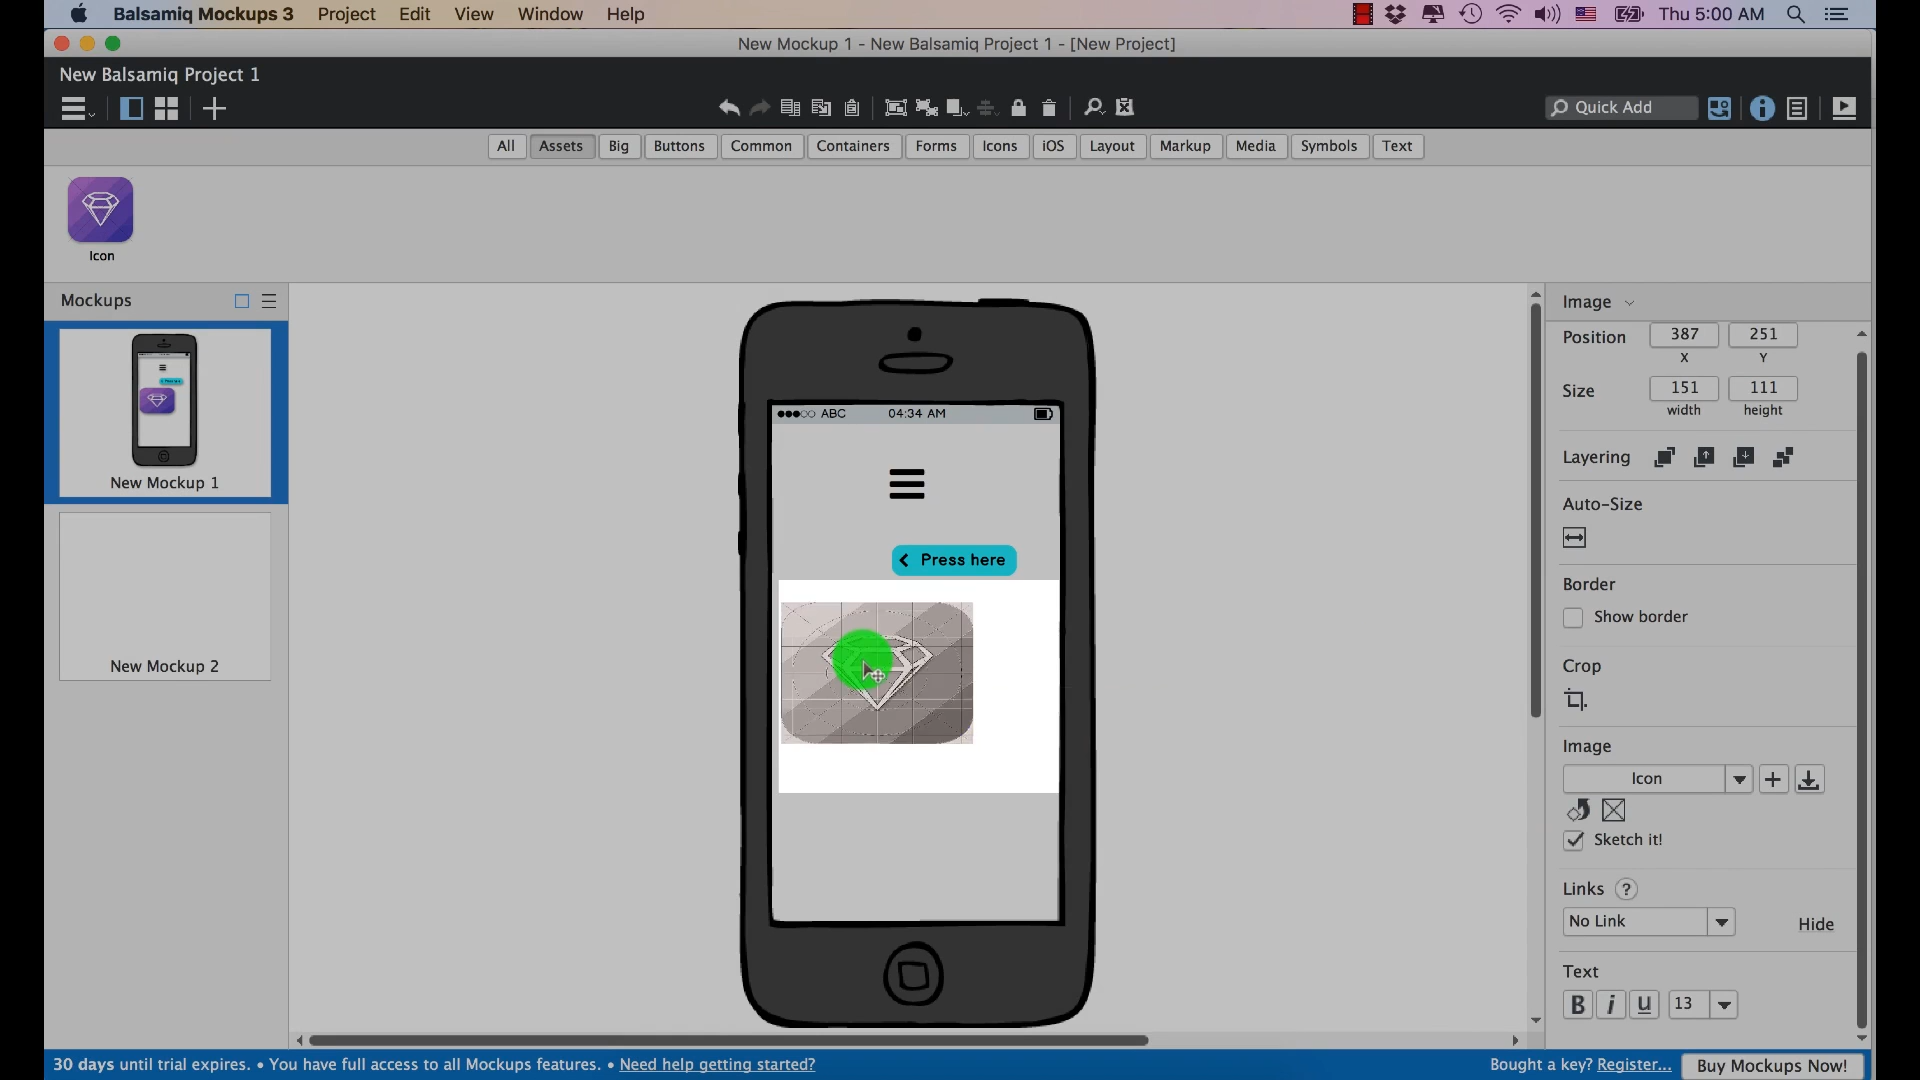 Balsamiq Mockups 3 Project Edit View Window Help Thu 5:00 AM
New Mockup 1 - New Balsamiq Project 1 - [New Project]
New Balsamiq Project 1
Quick Add
All Assets Big Buttons Common Containers Forms Icons iOS Layout Markup Media Symbols Text
Icon
Mockups
New Mockup 1
New Mockup 2
ABC 04:34 AM
Press here
Image
Position 387 251
X Y
Size 151 111
width height
Layering
Auto-Size
Border
Show border
Crop
Image
Icon
Sketch it!
Links ?
No Link Hide
Text
B i U 13
30 days until trial expires. • You have full access to all Mockups features. • Need help getting started? Bought a key? Register... Buy Mockups Now!